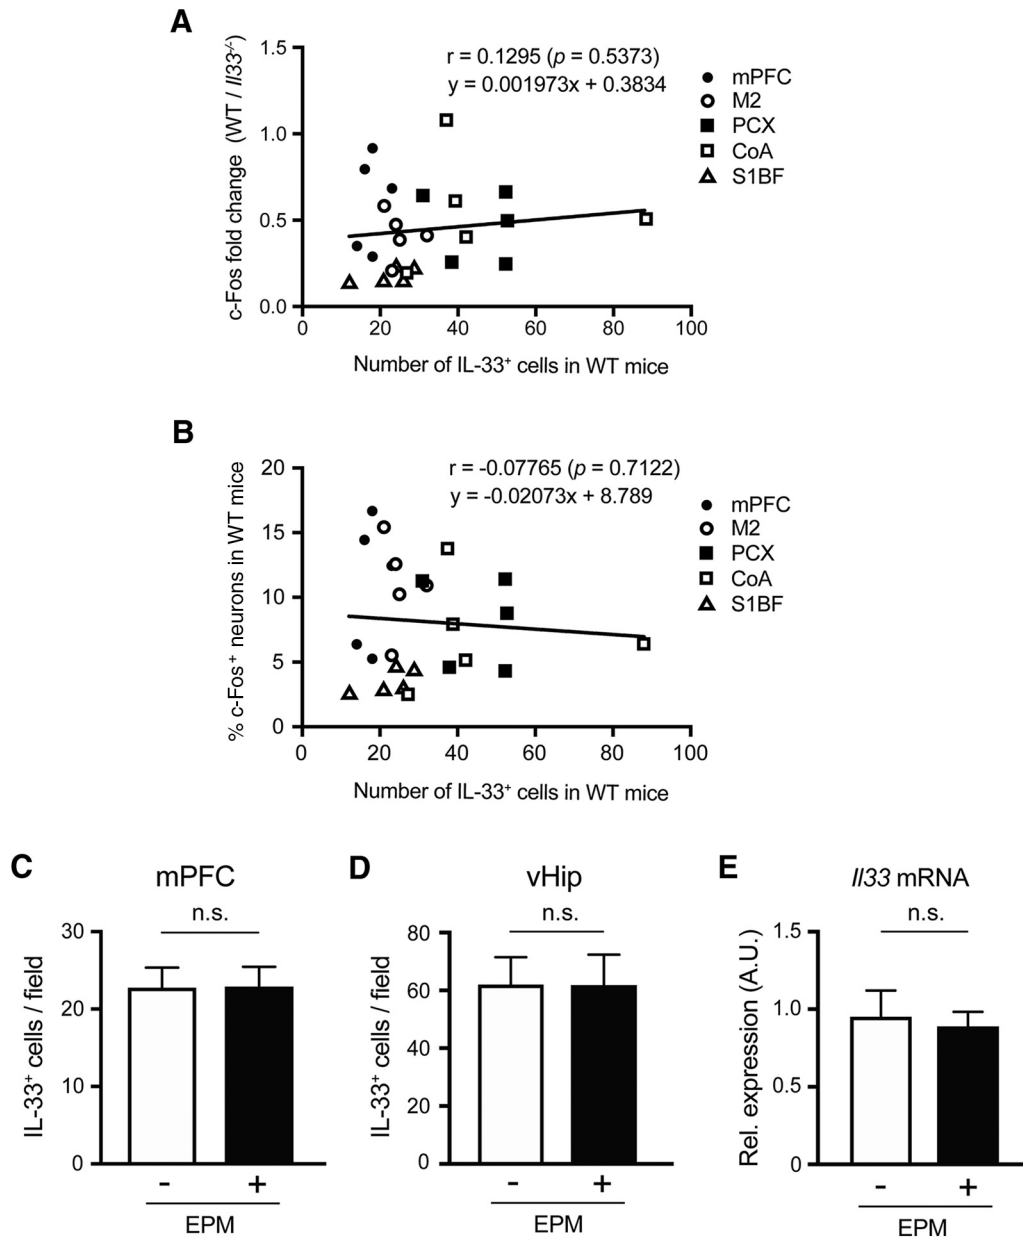 A
r = 0.1295 (p = 0.5373)
y = 0.001973x + 0.3834
c-Fos fold change (WT / Il33-/-)
1.5
1.0
0.5
0.0
0 20 40 60 80 100
Number of IL-33+ cells in WT mice
mPFC
M2
PCX
CoA
S1BF
B
r = -0.07765 (p = 0.7122)
y = -0.02073x + 8.789
% c-Fos+ neurons in WT mice
20
15
10
5
0
0 20 40 60 80 100
Number of IL-33+ cells in WT mice
mPFC
M2
PCX
CoA
S1BF
C
mPFC
n.s.
IL-33+ cells / field
30
20
10
0
- +
EPM
D
vHip
n.s.
IL-33+ cells / field
80
60
40
20
0
- +
EPM
E
Il33 mRNA
n.s.
Rel. expression (A.U.)
1.5
1.0
0.5
0
- +
EPM